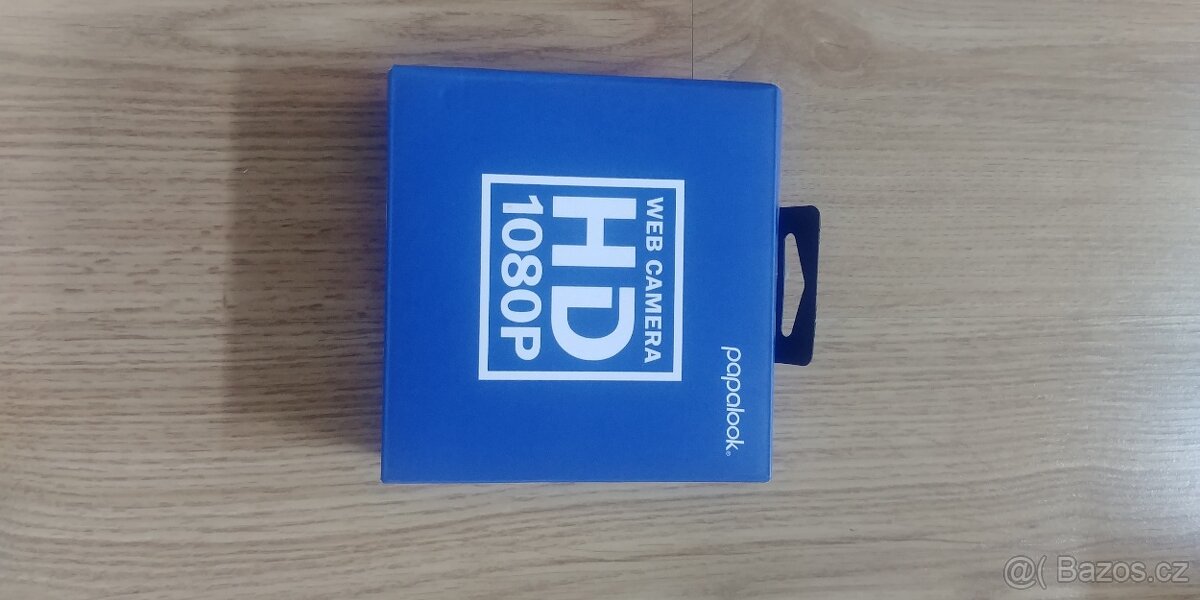 papalook®
WEB CAMERA
HD
1080P
@( Bazos.cz